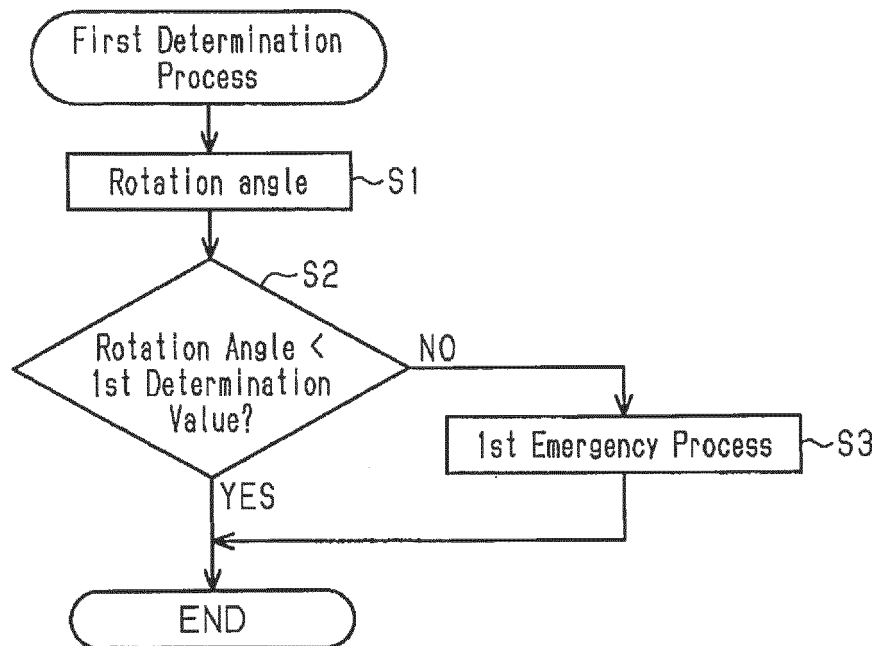 First Determination
Process
Rotation angle
S1
S2
Rotation Angle <
1st Determination
Value?
NO
1st Emergency Process
S3
YES
END